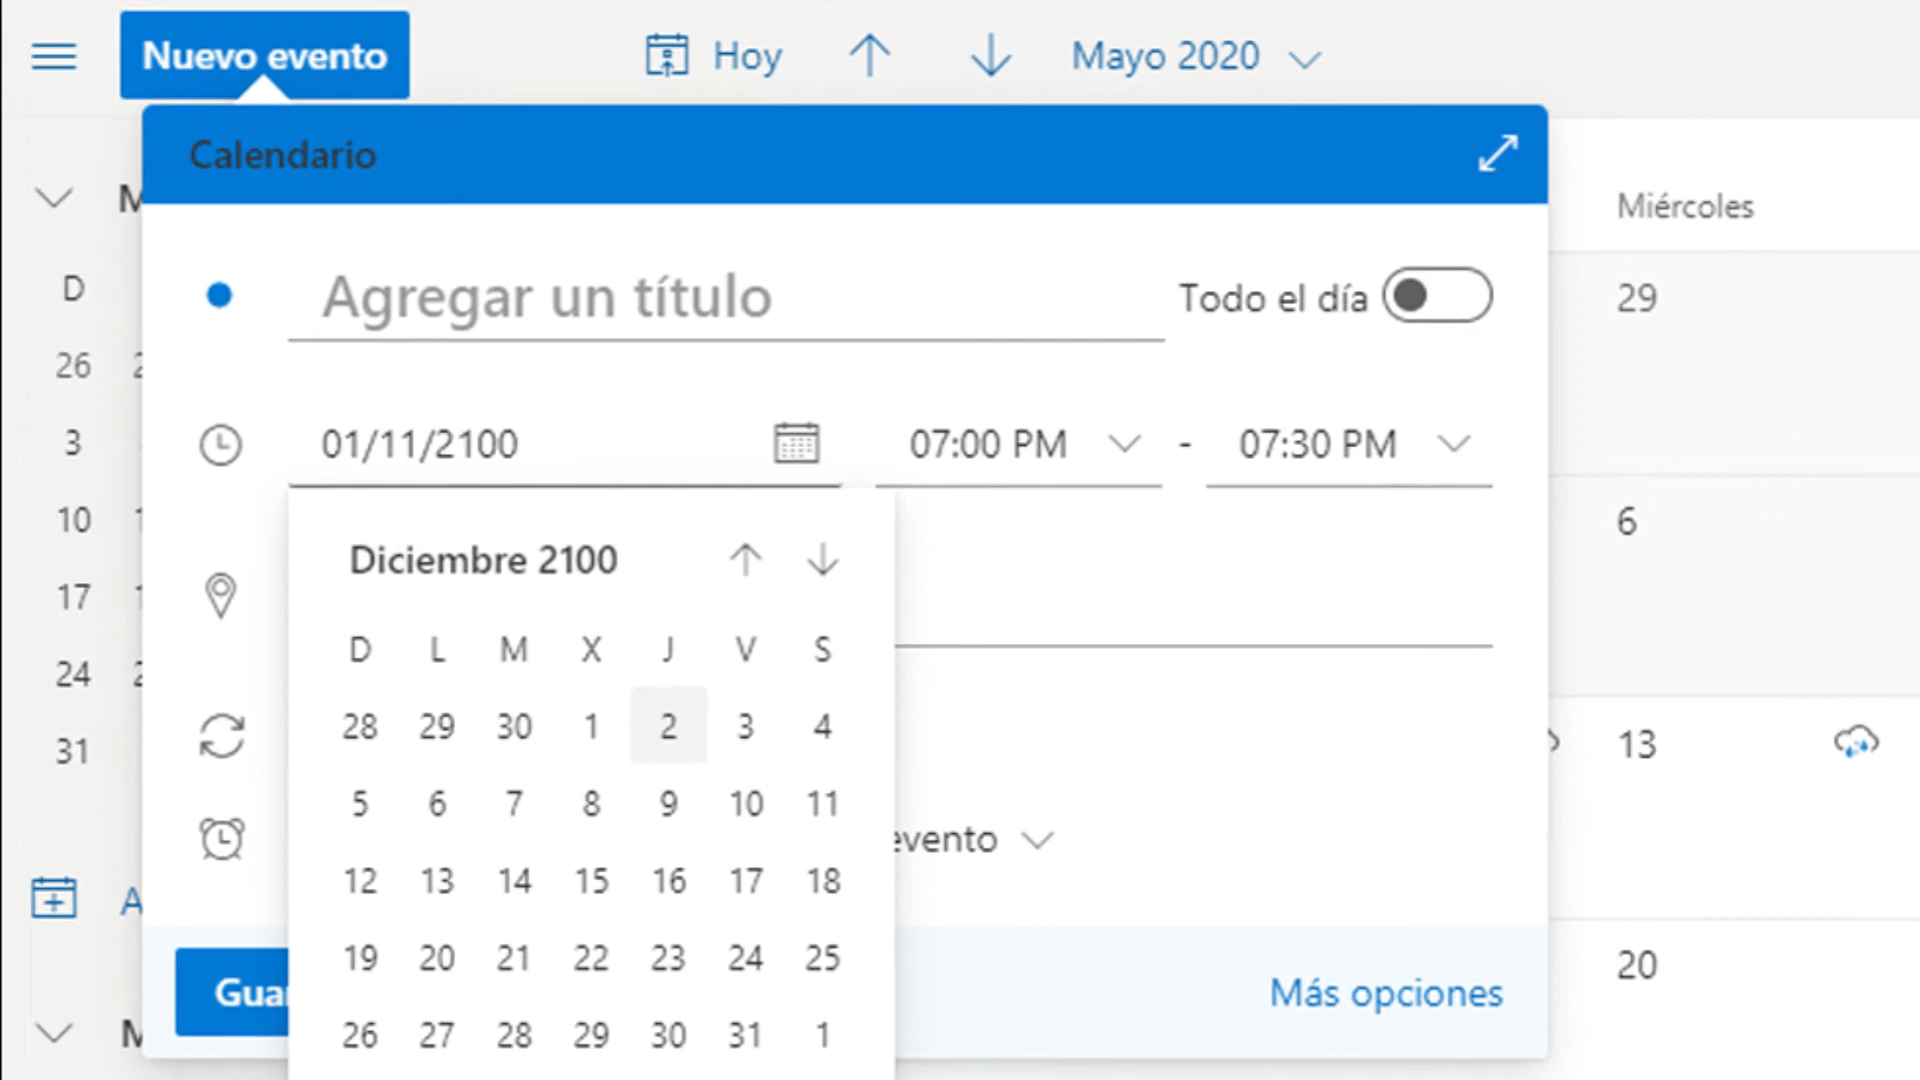 Nuevo evento
Hoy
Mayo 2020
Calendario
M
Miércoles
Agregar un título
Todo el día
D
29
26
01/11/2100
07:00 PM - 07:30 PM
3
6
10
17
24
31
Diciembre 2100
D L M X J V S
28 29 30 1 2 3 4
5 6 7 8 9 10 11
12 13 14 15 16 17 18
19 20 21 22 23 24 25
26 27 28 29 30 31 1
13
evento
A
20
Guar
Más opciones
M